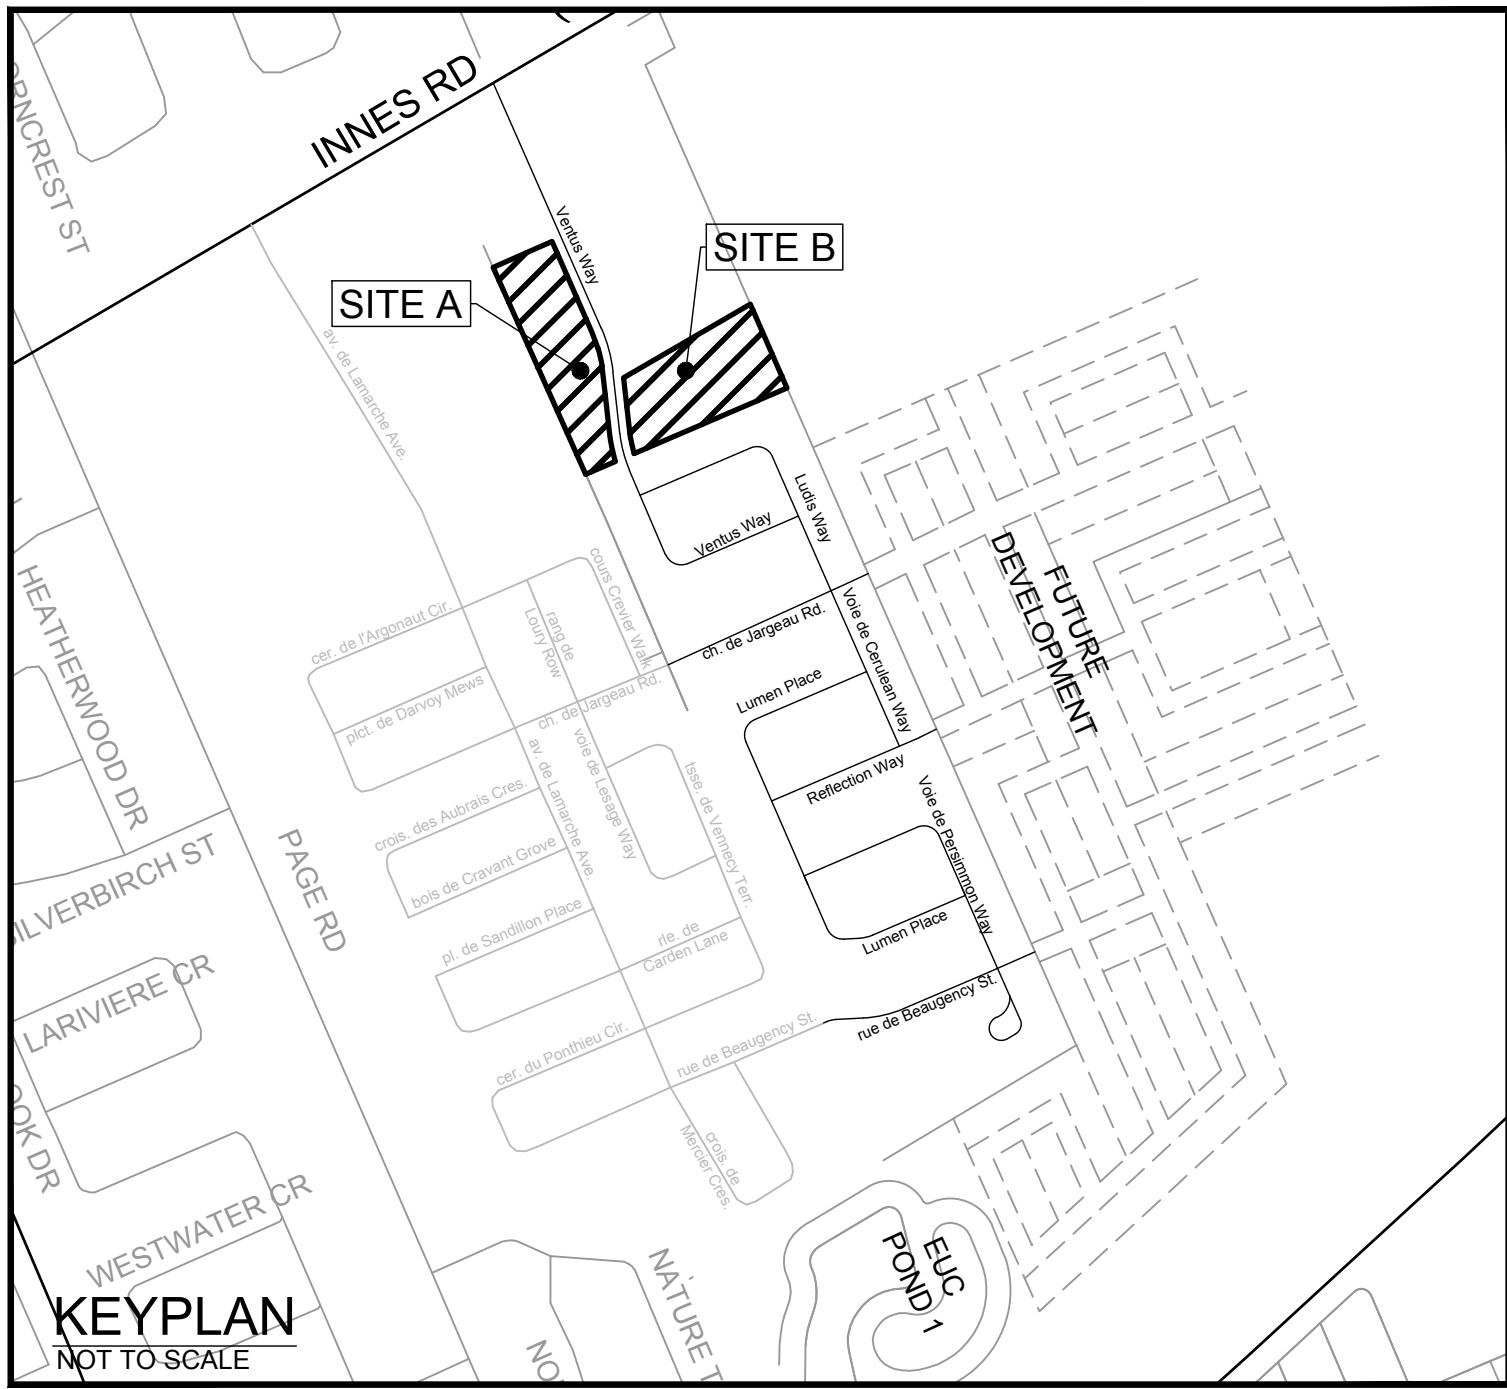 INNES RD
ORNCREST ST
Ventus Way
SITE B
SITE A
av. de Lamarche Ave.
Ludis Way
Ventus Way
FUTURE
DEVELOPMENT
HEATHERWOOD DR
cours Crevier Walk
cer. de l'Argonaut Cir.
rang de
Loury Row
ch. de Jargeau Rd.
Voie de Cerulean Way
plct. de Darvoy Mews
ch. de Jargeau Rd.
Lumen Place
av. de Lamarche Ave.
voie de Lesage Way
tsse. de Vennecy Terr.
Reflection Way
crois. des Aubrais Cres.
Voie de Persimmon Way
SILVERBIRCH ST
PAGE RD
bois de Cravant Grove
pl. de Sandillon Place
rle. de
Carden Lane
Lumen Place
LARIVIERE CR
rue de Beaugency St.
cer. du Ponthieu Cir.
rue de Beaugency St.
OOK DR
crois. de
Mercier Cres.
WESTWATER CR
NATURE T
EUC
POND 1
NO
KEYPLAN
NOT TO SCALE